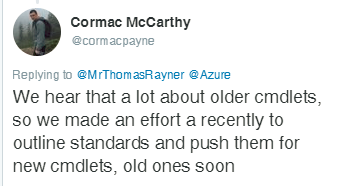 Cormac McCarthy
@cormacpayne
Replying to @MrThomasRayner @Azure
We hear that a lot about older cmdlets,
so we made an effort a recently to
outline standards and push them for
new cmdlets, old ones soon